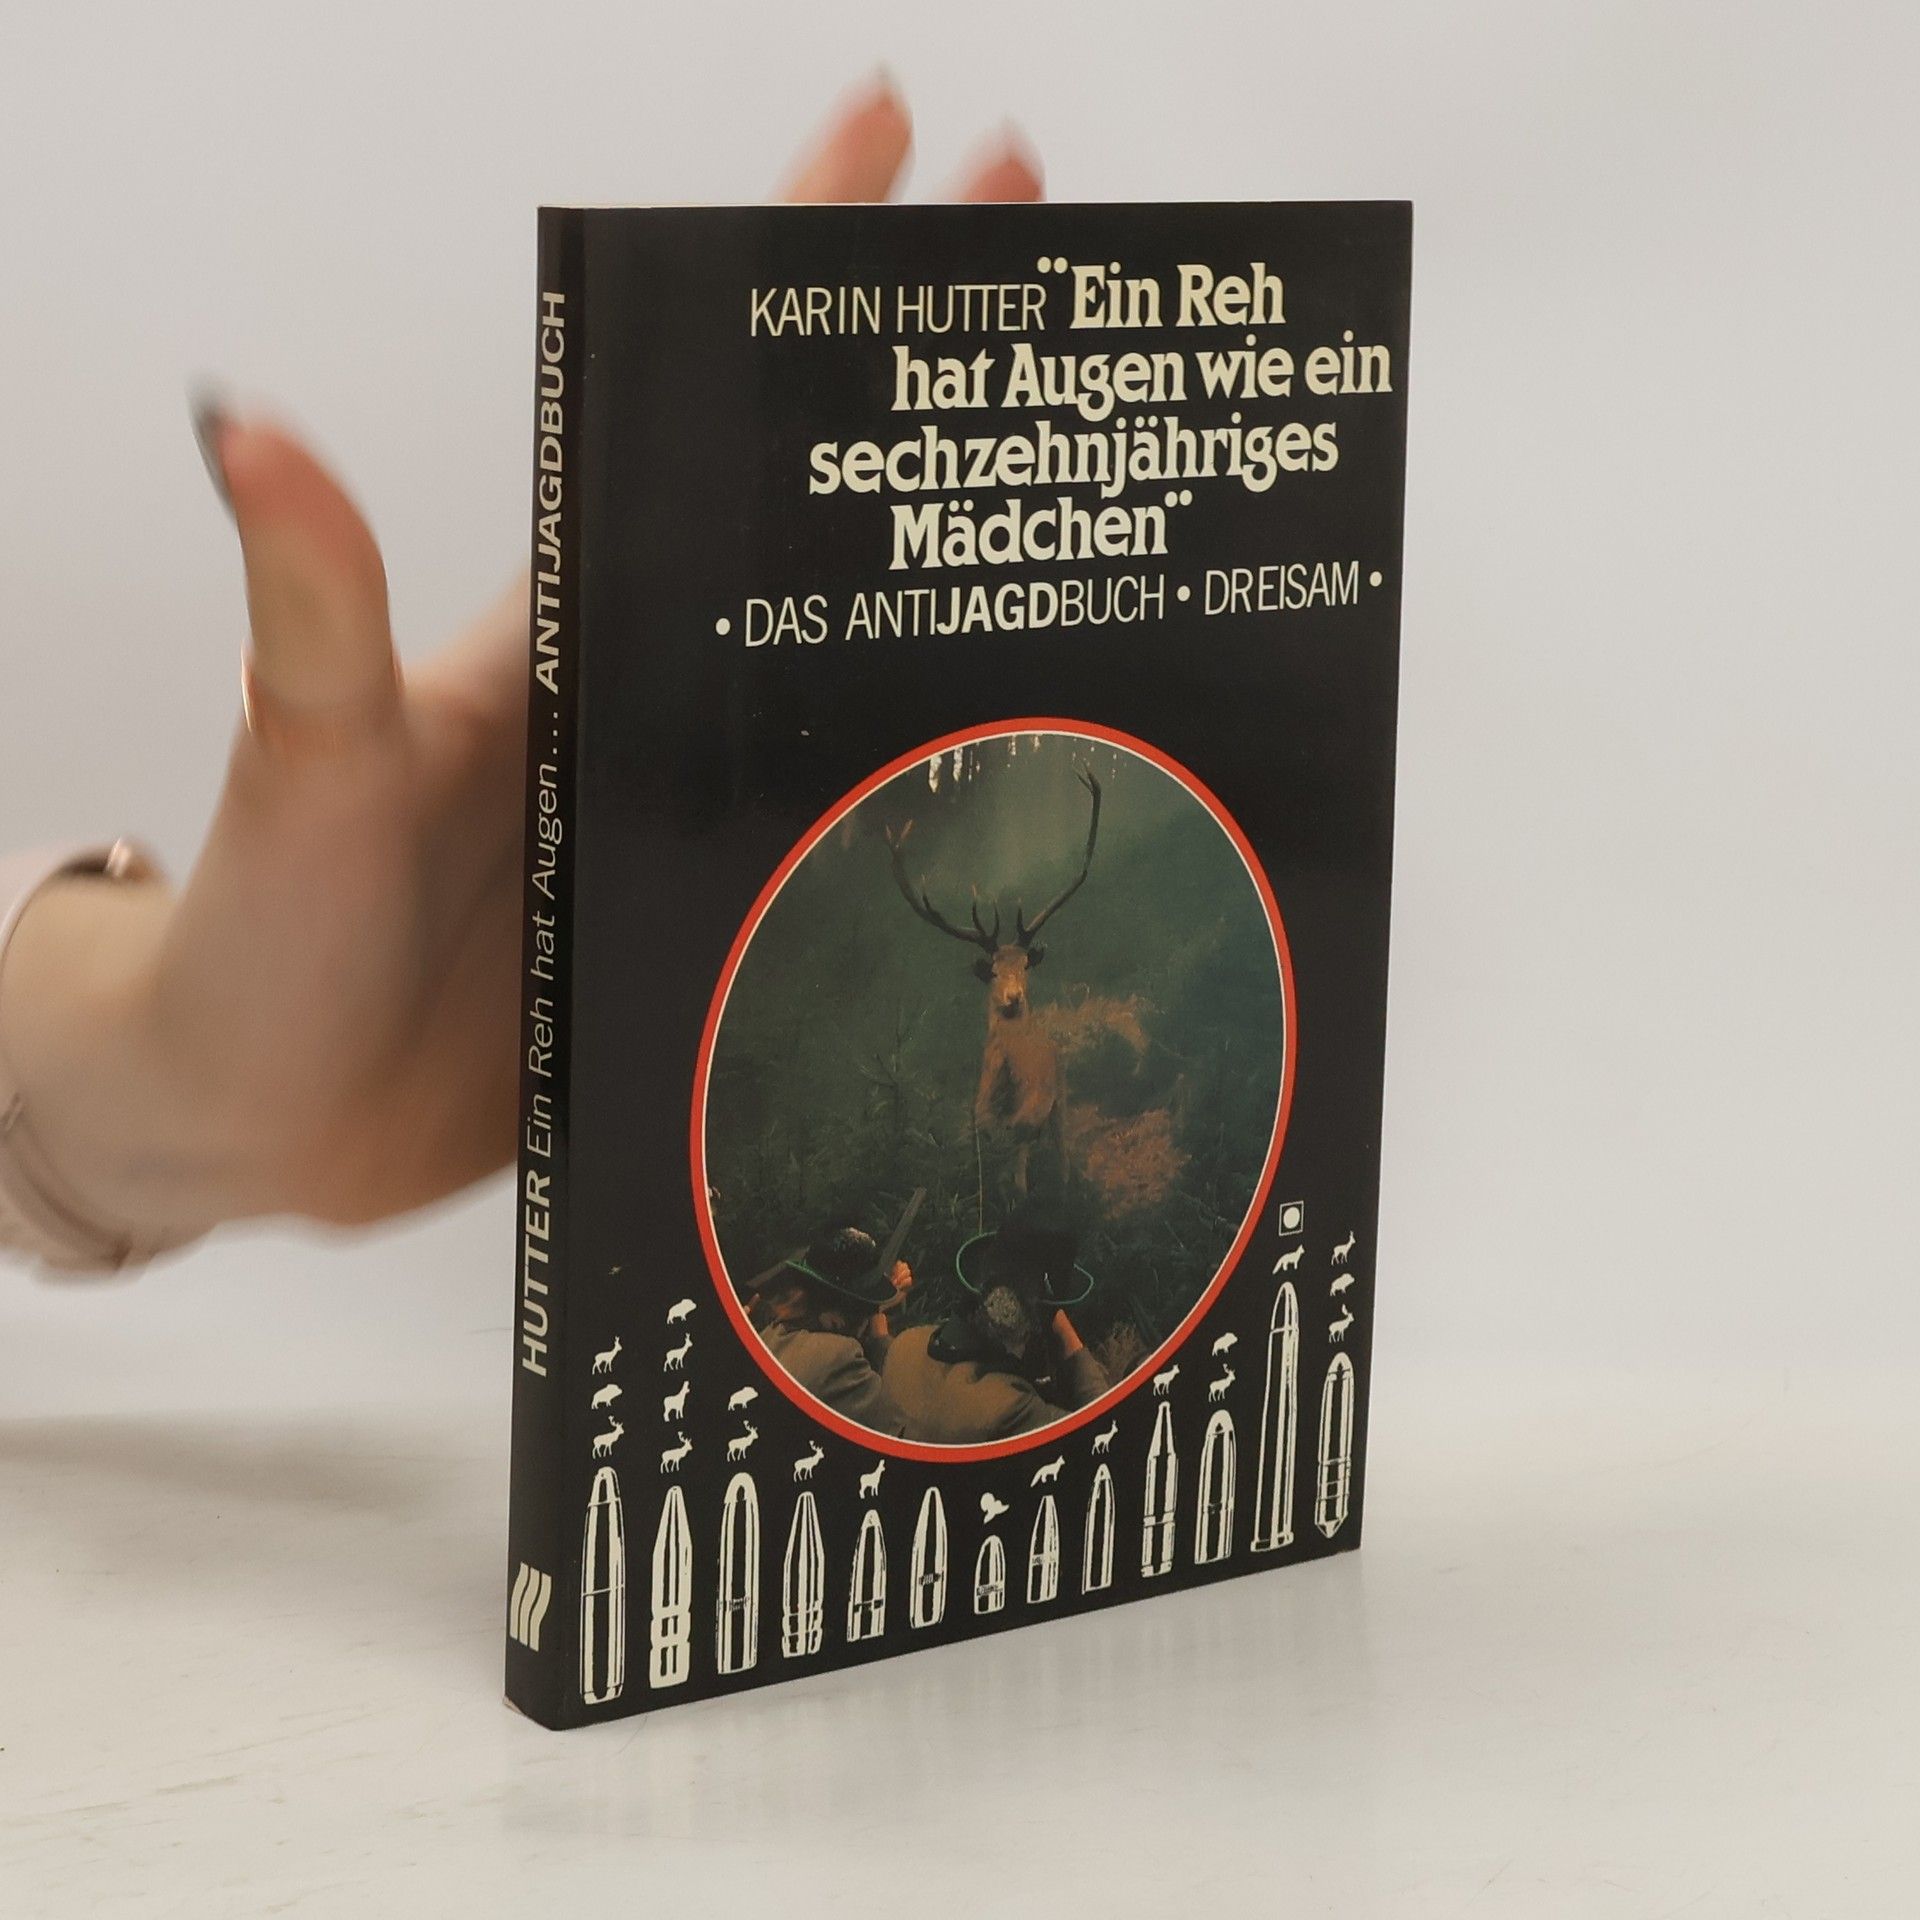 KARIN HUTTER "Ein Reh
hat Augen wie ein
sechzehnjähriges
Mädchen"
• DAS ANTIJAGDBUCH • DREISAM •
HUTTER Ein Reh hat Augen... ANTIJAGDBUCH